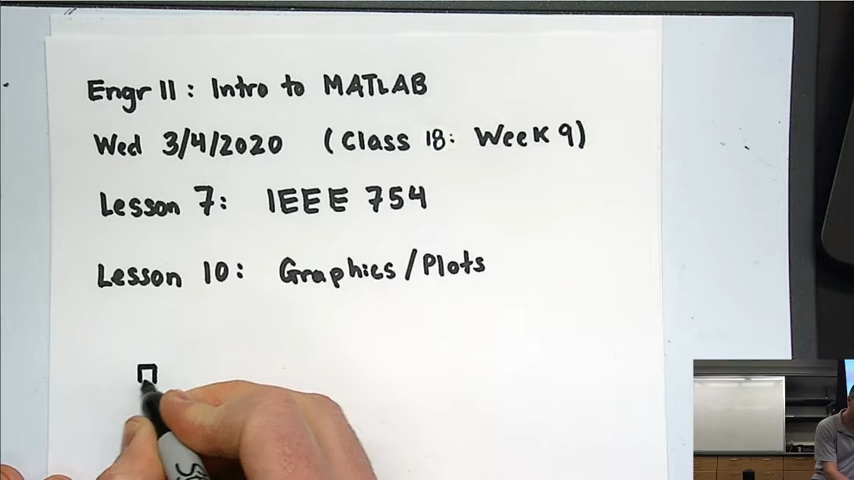 Engr 11: Intro to MATLAB
Wed 3/4/2020 (Class 18: Week 9)
Lesson 7: IEEE 754
Lesson 10: Graphics/Plots